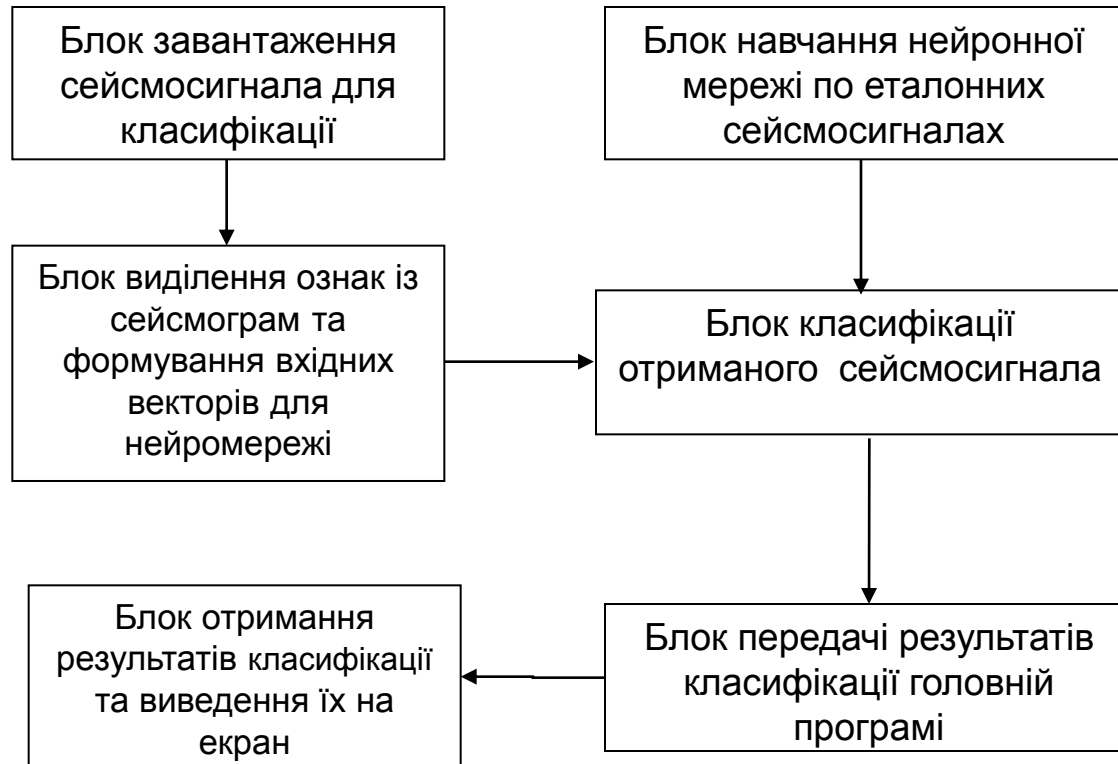 Блок завантаження
сейсмосигнала для
класифікації
Блок навчання нейронної
мережі по еталонних
сейсмосигналах
Блок виділення ознак із
сейсмограм та
формування вхідних
векторів для
нейромережі
Блок класифікації
отриманого сейсмосигнала
Блок отримання
результатів класифікації
та виведення їх на
екран
Блок передачі результатів
класифікації головній
програмі